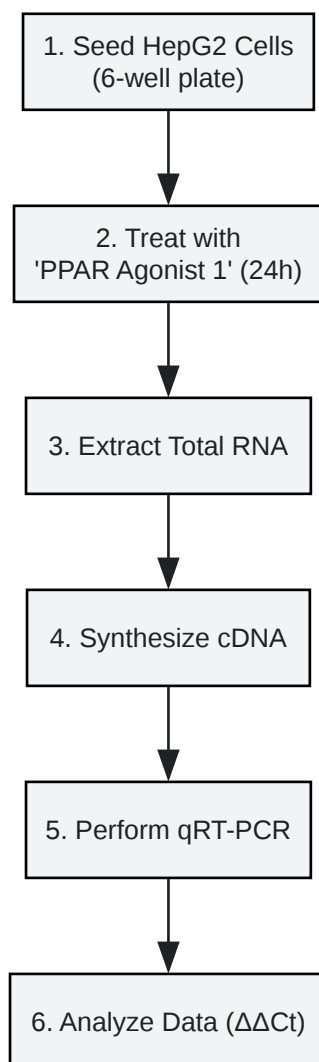 1. Seed HepG2 Cells
(6-well plate)
2. Treat with
'PPAR Agonist 1' (24h)
3. Extract Total RNA
4. Synthesize cDNA
5. Perform qRT-PCR
6. Analyze Data (ΔΔCt)